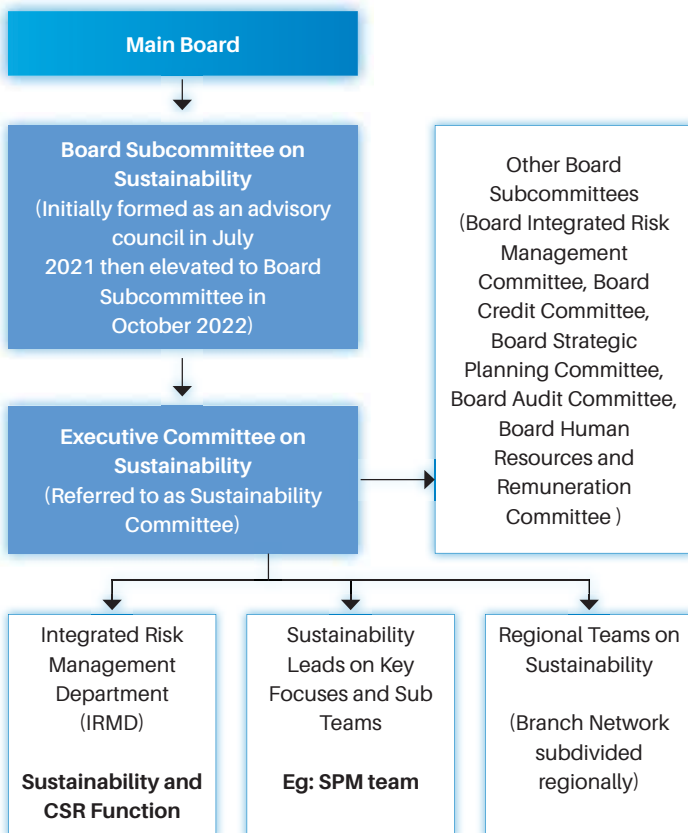 Main Board
Board Subcommittee on
Sustainability
(Initially formed as an advisory
council in July
2021 then elevated to Board
Subcommittee in
October 2022)
Other Board
Subcommittees
(Board Integrated Risk
Management
Committee, Board
Credit Committee,
Board Strategic
Planning Committee,
Board Audit Committee,
Board Human
Resources and
Remuneration
Committee )
Executive Committee on
Sustainability
(Referred to as Sustainability
Committee)
Integrated Risk
Management
Department
(IRMD)
Sustainability and
CSR Function
Sustainability
Leads on Key
Focuses and Sub
Teams
Eg: SPM team
Regional Teams on
Sustainability
(Branch Network
subdivided
regionally)